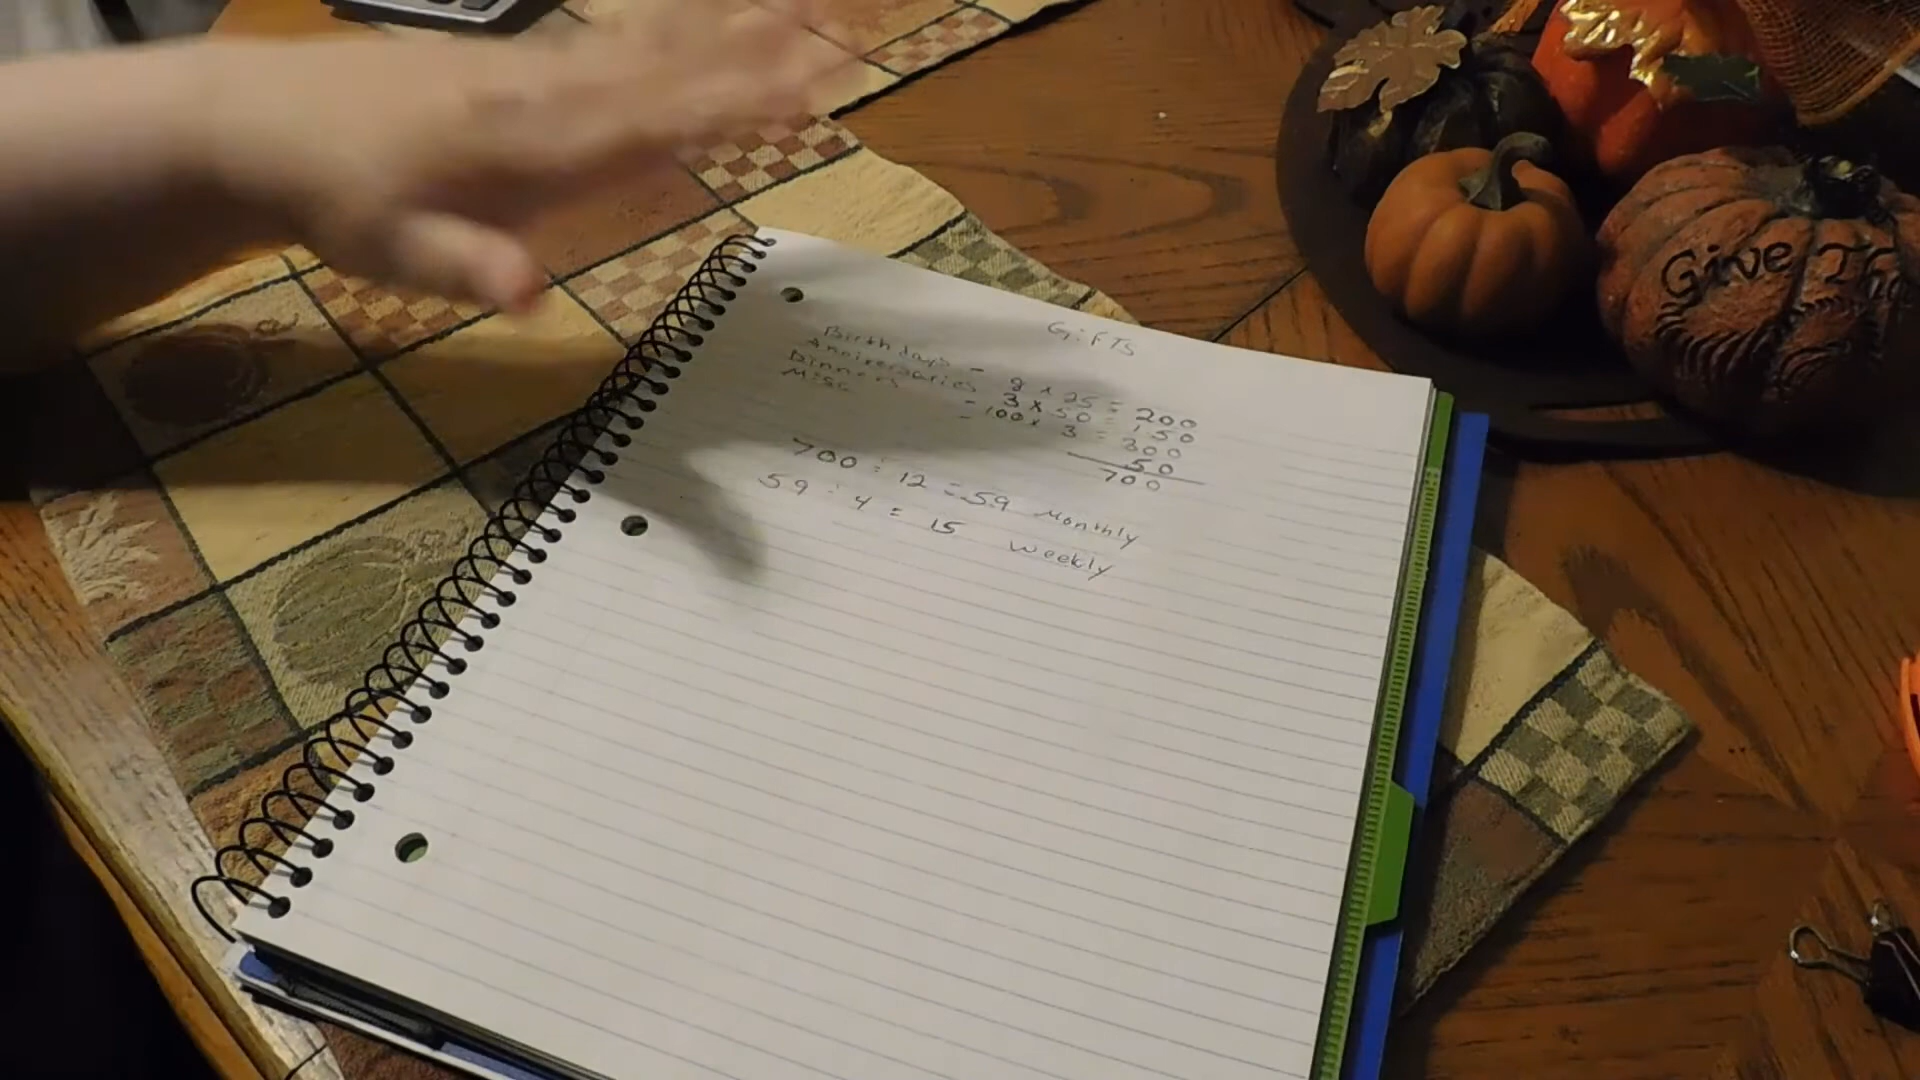 GifTs
Birthdays - 8 x 25 = 200
Anniversaries - 3 x 50 = 150
Dinners - 100 x 3 = 300
Misc 50
700
700 ÷ 12 = 59 Monthly
59 ÷ 4 = 15 weekly
Give Tha